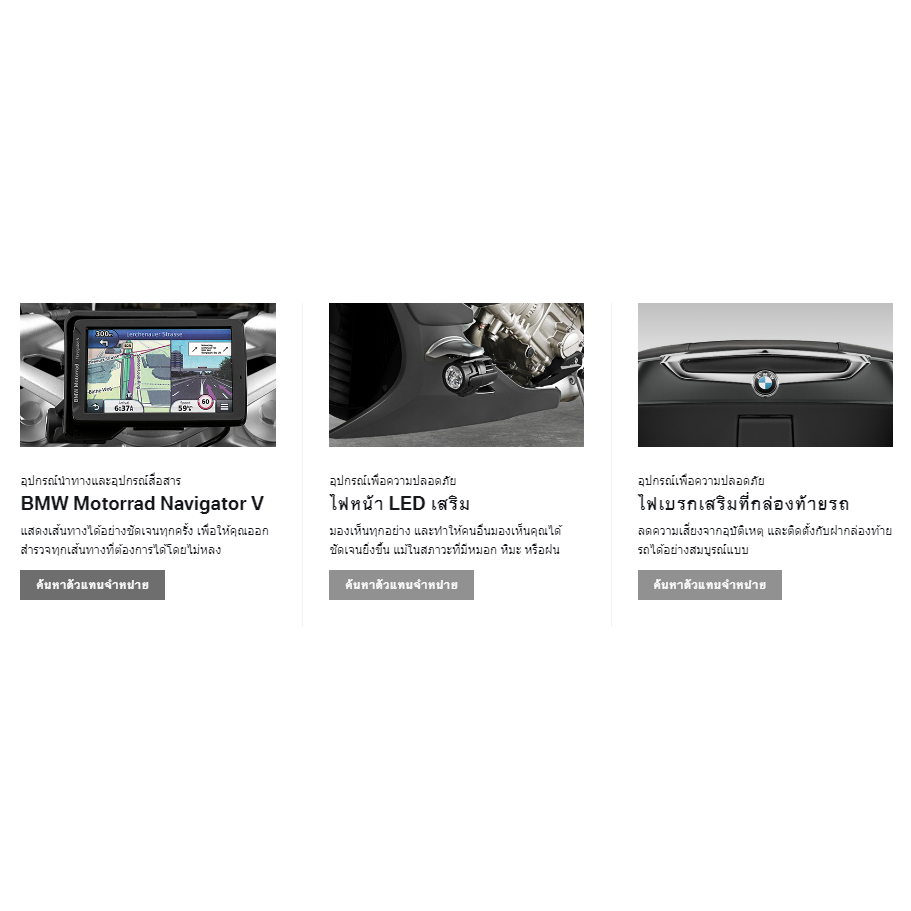 300
Lerchenauer Strasse
6:37
59
60
BMW Motorrad
อุปกรณ์นำทางและอุปกรณ์สื่อสาร
BMW Motorrad Navigator V
แสดงเส้นทางได้อย่างชัดเจนทุกครั้ง เพื่อให้คุณออก
สำรวจทุกเส้นทางที่ต้องการได้โดยไม่หลง
ค้นหาตัวแทนจำหน่าย
อุปกรณ์เพื่อความปลอดภัย
ไฟหน้า LED เสริม
มองเห็นทุกอย่าง และทำให้คนอื่นมองเห็นคุณได้
ชัดเจนยิ่งขึ้น แม้ในสภาวะที่มีหมอก หิมะ หรือฝน
ค้นหาตัวแทนจำหน่าย
อุปกรณ์เพื่อความปลอดภัย
ไฟเบรกเสริมที่กล่องท้ายรถ
ลดความเสี่ยงจากอุบัติเหตุ และติดตั้งกับฝากล่องท้าย
รถได้อย่างสมบูรณ์แบบ
ค้นหาตัวแทนจำหน่าย